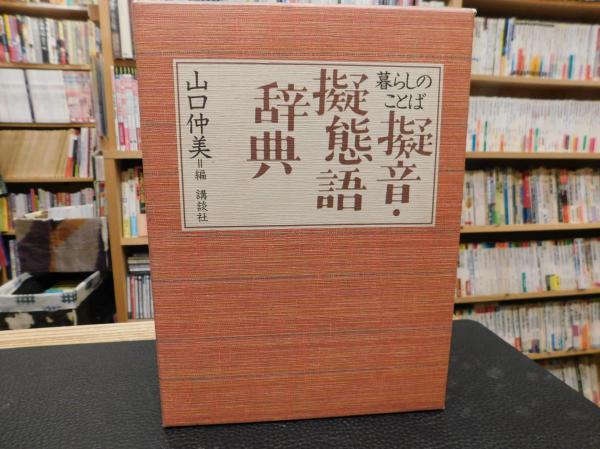 暮らしの
ことば
擬音・
擬態語
辞典
山口仲美=編 講談社